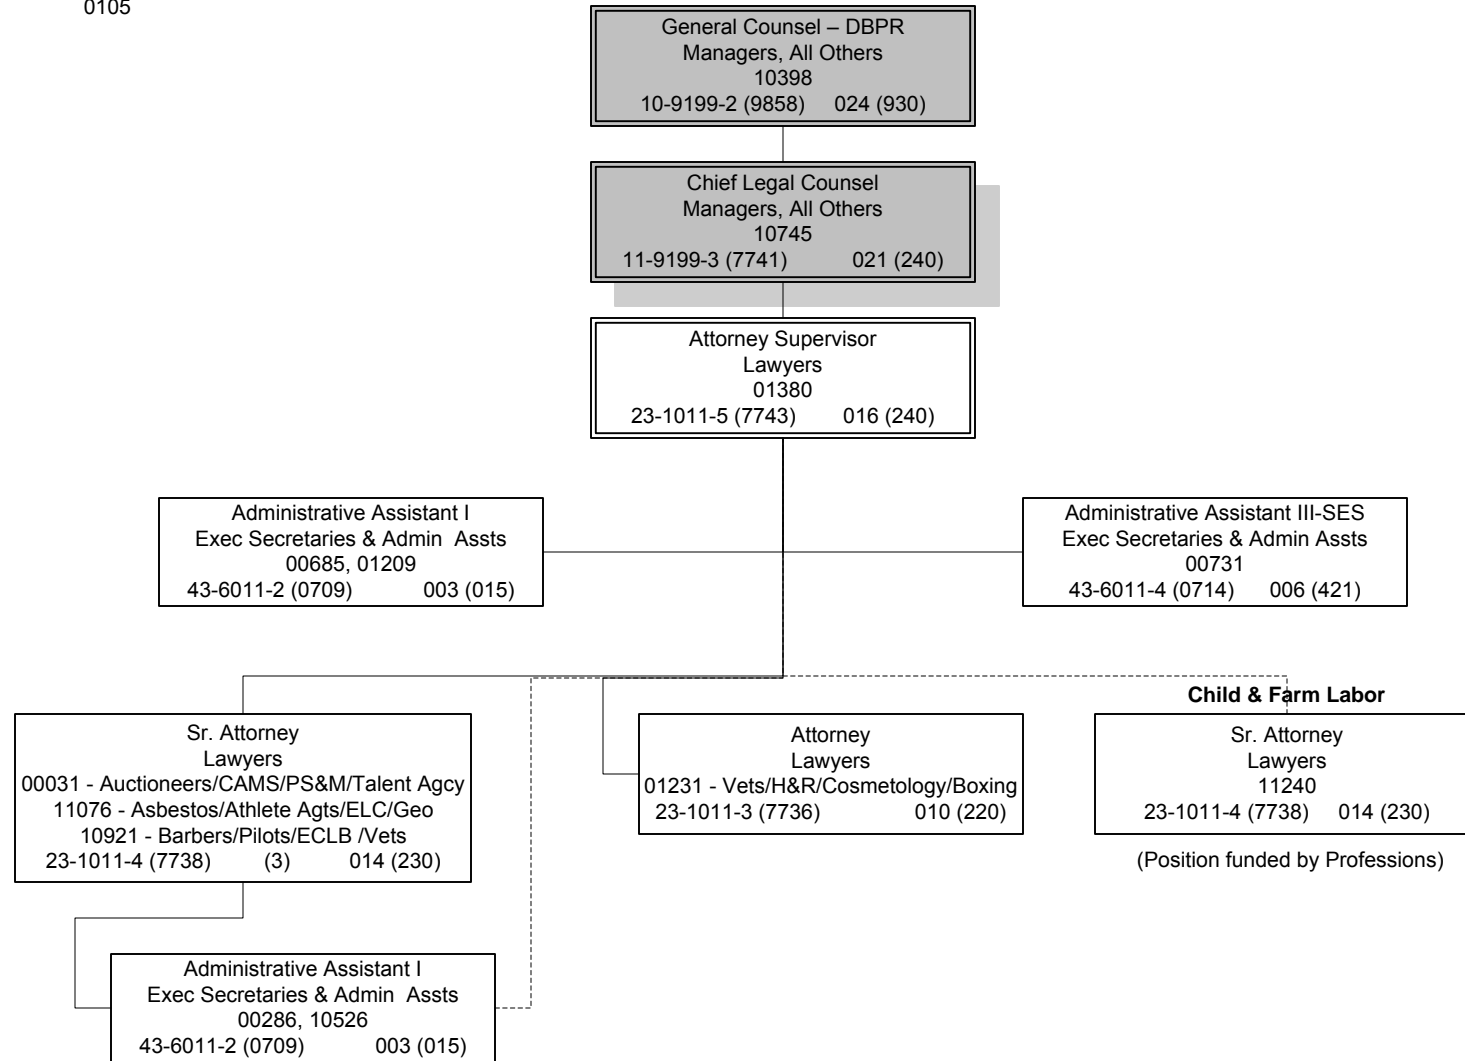 0105
General Counsel – DBPR
Managers, All Others
10398
10-9199-2 (9858) 024 (930)
Chief Legal Counsel
Managers, All Others
10745
11-9199-3 (7741) 021 (240)
Attorney Supervisor
Lawyers
01380
23-1011-5 (7743) 016 (240)
Administrative Assistant I
Exec Secretaries & Admin Assts
00685, 01209
43-6011-2 (0709) 003 (015)
Administrative Assistant III-SES
Exec Secretaries & Admin Assts
00731
43-6011-4 (0714) 006 (421)
Sr. Attorney
Lawyers
00031 - Auctioneers/CAMS/PS&M/Talent Agcy
11076 - Asbestos/Athlete Agts/ELC/Geo
10921 - Barbers/Pilots/ECLB /Vets
23-1011-4 (7738) (3) 014 (230)
Attorney
Lawyers
01231 - Vets/H&R/Cosmetology/Boxing
23-1011-3 (7736) 010 (220)
Child & Farm Labor
Sr. Attorney
Lawyers
11240
23-1011-4 (7738) 014 (230)
(Position funded by Professions)
Administrative Assistant I
Exec Secretaries & Admin Assts
00286, 10526
43-6011-2 (0709) 003 (015)